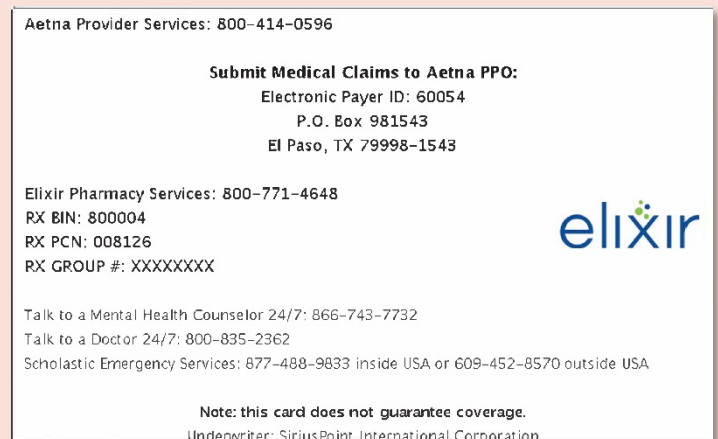 Aetna Provider Services: 800-414-0596
Submit Medical Claims to Aetna PPO:
Electronic Payer ID: 60054
P.O. Box 981543
El Paso, TX 79998-1543
Elixir Pharmacy Services: 800-771-4648
RX BIN: 800004
RX PCN: 008126
RX GROUP #: XXXXXXXX
elixir
Talk to a Mental Health Counselor 24/7: 866-743-7732
Talk to a Doctor 24/7: 800-835-2362
Scholastic Emergency Services: 877-488-9833 inside USA or 609-452-8570 outside USA
Note: this card does not guarantee coverage.
Underwriter: SiriusPoint International Corporation